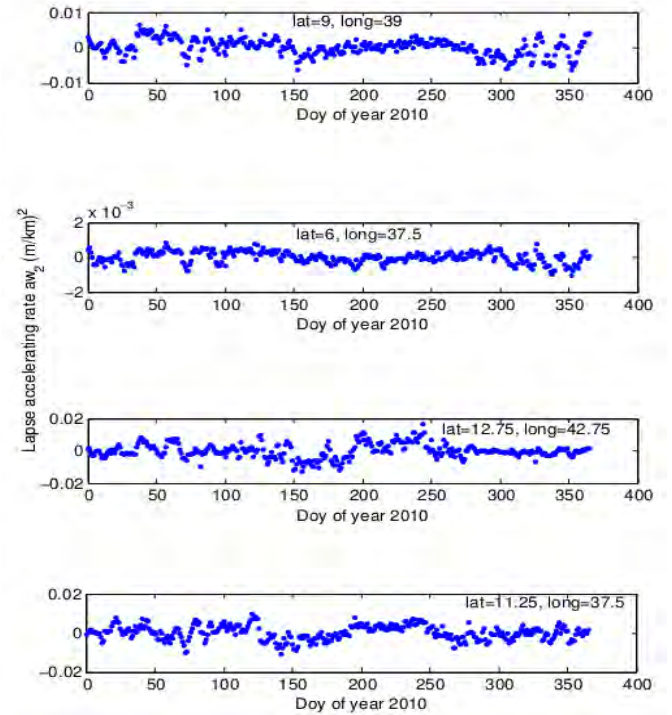 lat=9, long=39
0.01
0
−0.01
0 50 100 150 200 250 300 350 400
Doy of year 2010
Lapse accelerating rate aw2 (m/km)2
x 10−3
lat=6, long=37.5
2
0
−2
0 50 100 150 200 250 300 350 400
Doy of year 2010
lat=12.75, long=42.75
0.02
0
−0.02
0 50 100 150 200 250 300 350 400
Doy of year 2010
lat=11.25, long=37.5
0.02
0
−0.02
0 50 100 150 200 250 300 350 400
Doy of year 2010